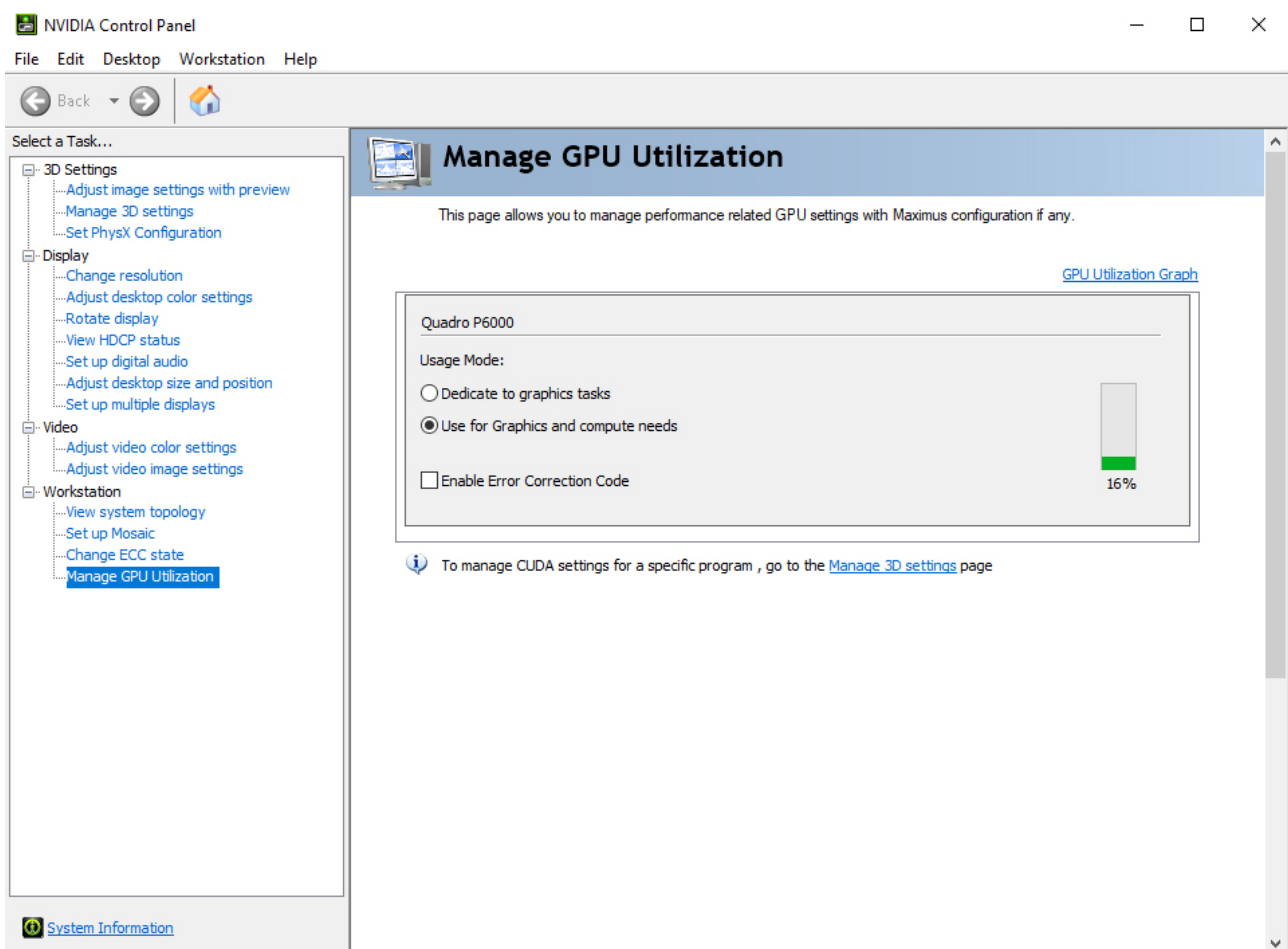 NVIDIA Control Panel
File Edit Desktop Workstation Help
Back
Select a Task...
3D Settings
Adjust image settings with preview
Manage 3D settings
Set PhysX Configuration
Display
Change resolution
Adjust desktop color settings
Rotate display
View HDCP status
Set up digital audio
Adjust desktop size and position
Set up multiple displays
Video
Adjust video color settings
Adjust video image settings
Workstation
View system topology
Set up Mosaic
Change ECC state
Manage GPU Utilization
System Information
Manage GPU Utilization
This page allows you to manage performance related GPU settings with Maximus configuration if any.
GPU Utilization Graph
Quadro P6000
Usage Mode:
Dedicate to graphics tasks
Use for Graphics and compute needs
Enable Error Correction Code
16%
To manage CUDA settings for a specific program , go to the Manage 3D settings page